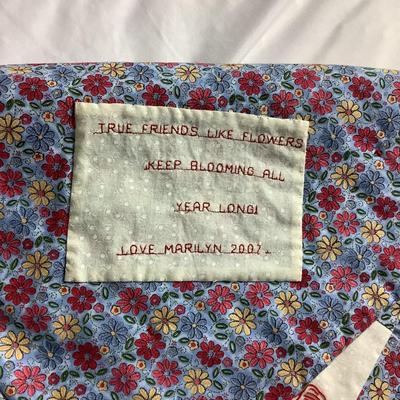 TRUE FRIENDS LIKE FLOWERS
KEEP BLOOMING ALL
YEAR LONG!
LOVE MARILYN 2007.